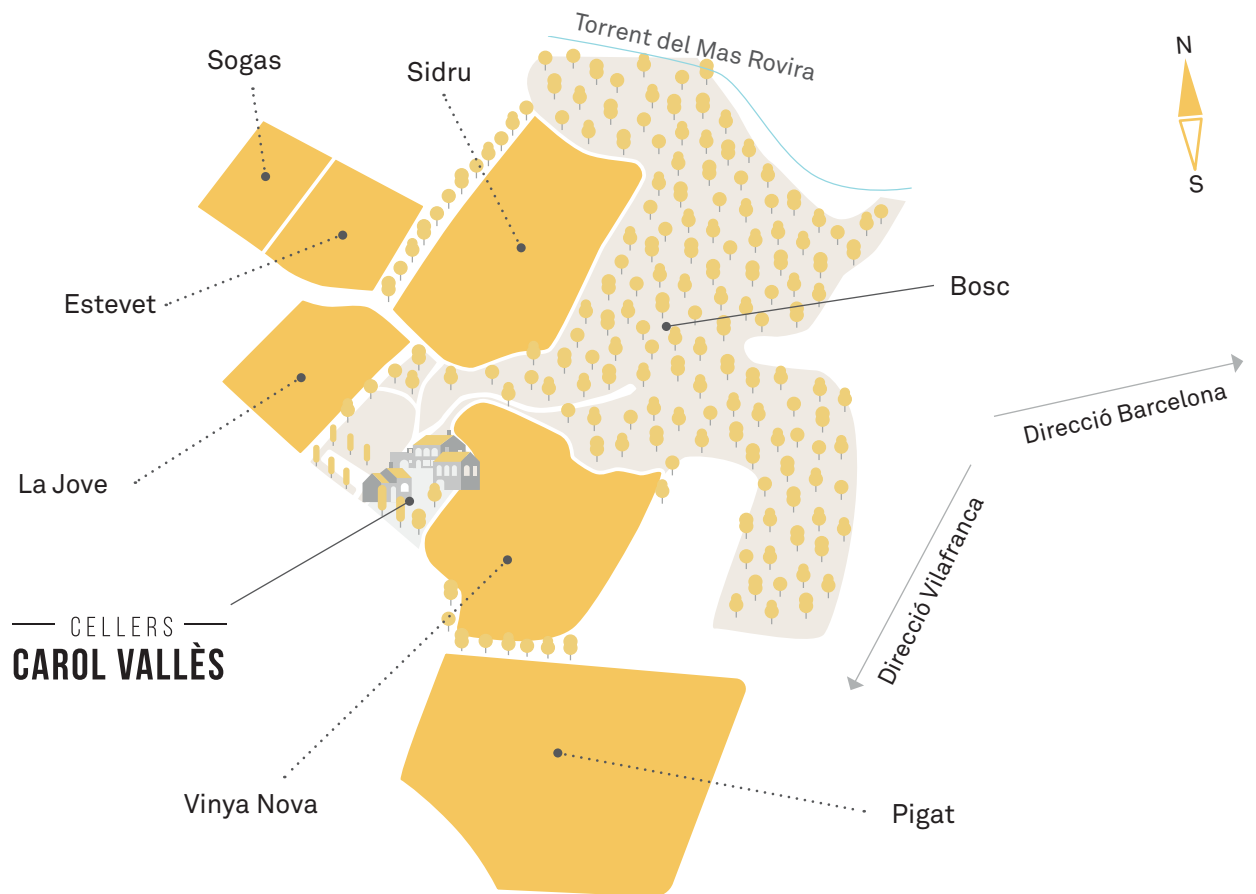 Torrent del Mas Rovira
N
S
Sogas
Sidru
Estevet
Bosc
Direcció Barcelona
La Jove
Direcció Vilafranca
CELLERS
CAROL VALLÈS
Vinya Nova
Pigat